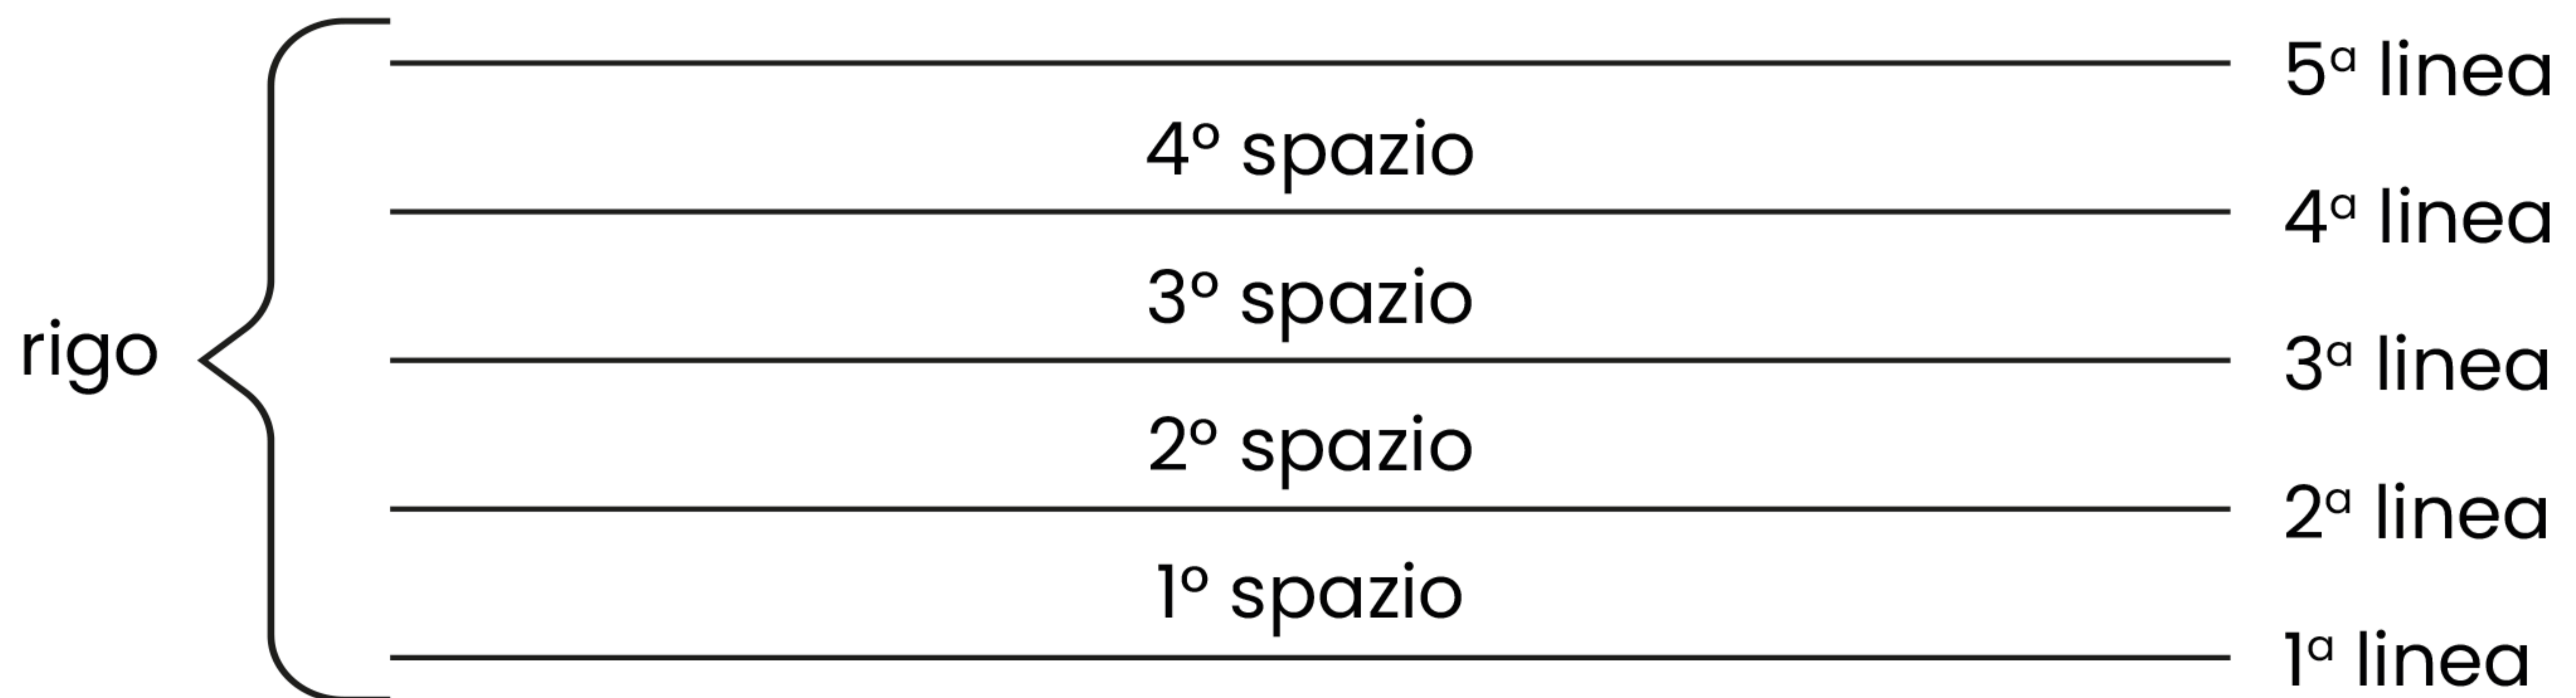 5ª linea
4º spazio
4ª linea
3º spazio
rigo
3ª linea
2º spazio
2ª linea
1º spazio
1ª linea